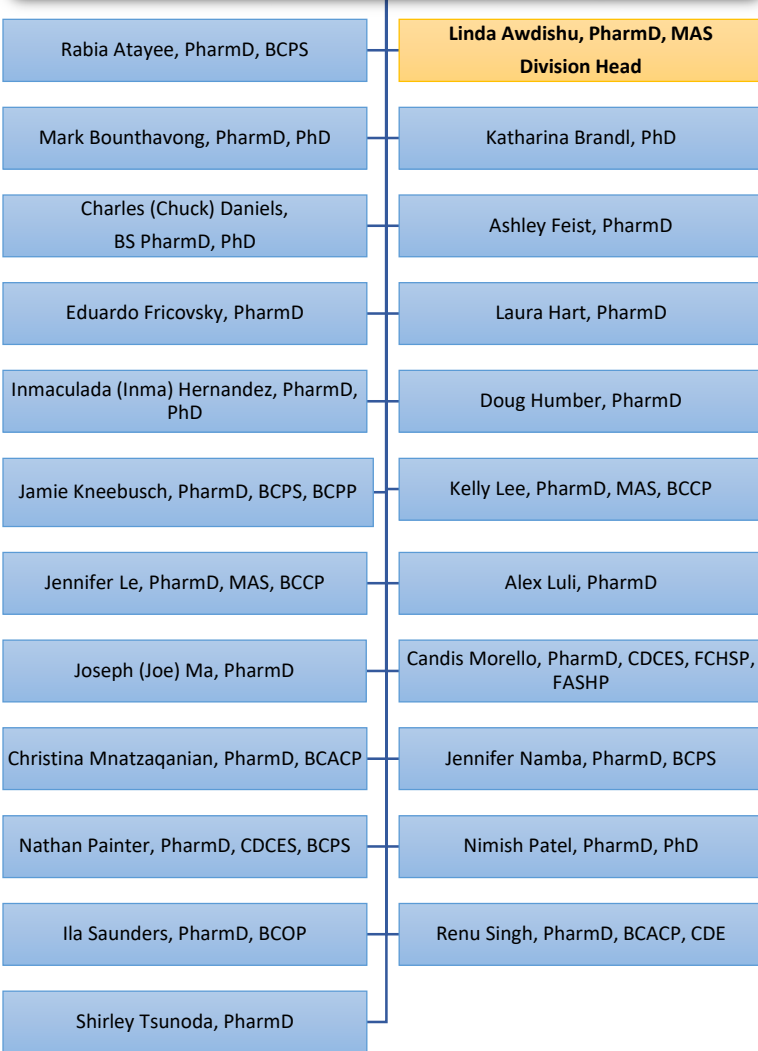 Rabia Atayee, PharmD, BCPS
Linda Awdishu, PharmD, MAS
Division Head
Mark Bounthavong, PharmD, PhD
Katharina Brandl, PhD
Charles (Chuck) Daniels,
BS PharmD, PhD
Ashley Feist, PharmD
Eduardo Fricovsky, PharmD
Laura Hart, PharmD
Inmaculada (Inma) Hernandez, PharmD,
PhD
Doug Humber, PharmD
Jamie Kneebusch, PharmD, BCPS, BCPP
Kelly Lee, PharmD, MAS, BCCP
Jennifer Le, PharmD, MAS, BCCP
Alex Luli, PharmD
Joseph (Joe) Ma, PharmD
Candis Morello, PharmD, CDCES, FCHSP,
FASHP
Christina Mnatzaqanian, PharmD, BCACP
Jennifer Namba, PharmD, BCPS
Nathan Painter, PharmD, CDCES, BCPS
Nimish Patel, PharmD, PhD
Ila Saunders, PharmD, BCOP
Renu Singh, PharmD, BCACP, CDE
Shirley Tsunoda, PharmD